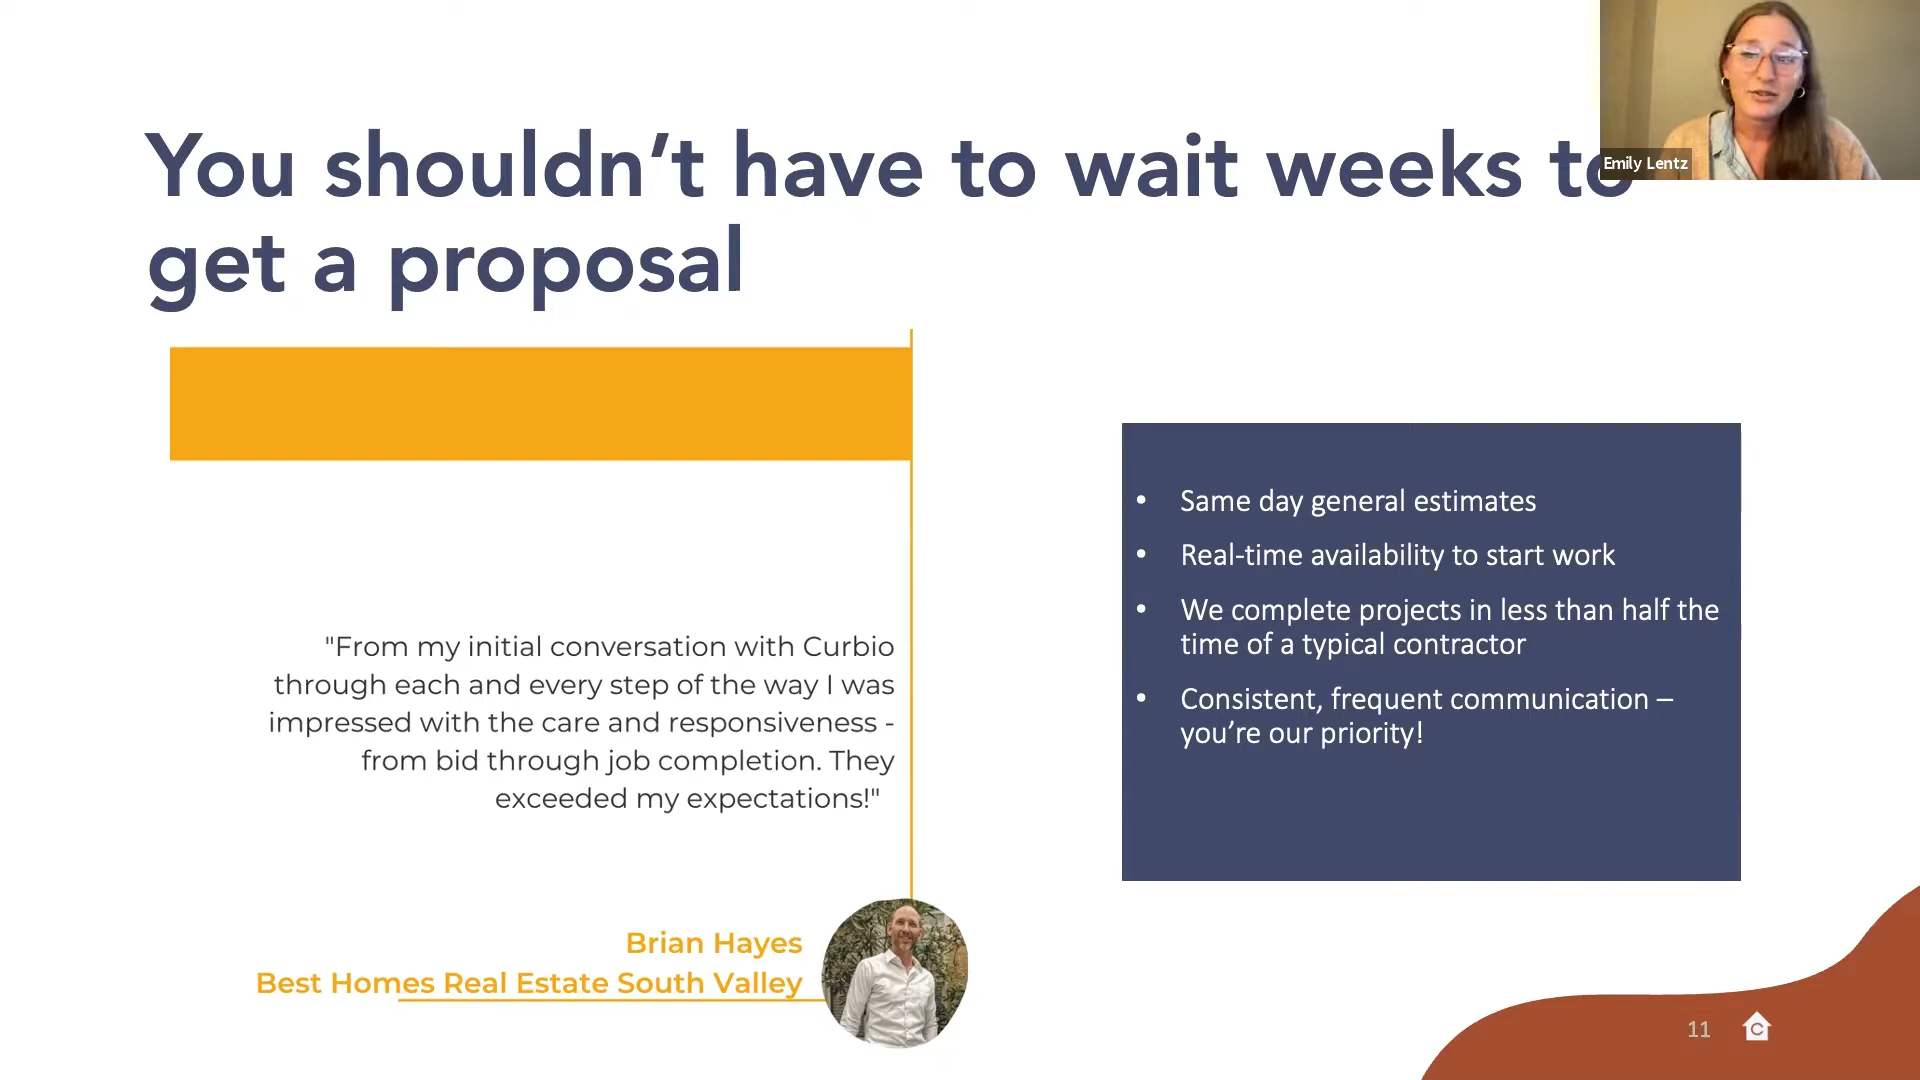 You shouldn’t have to wait weeks to
get a proposal
Emily Lentz
"From my initial conversation with Curbio
through each and every step of the way I was
impressed with the care and responsiveness -
from bid through job completion. They
exceeded my expectations!"
Brian Hayes
Best Homes Real Estate South Valley
• Same day general estimates
• Real-time availability to start work
• We complete projects in less than half the
time of a typical contractor
• Consistent, frequent communication –
you’re our priority!
11
C